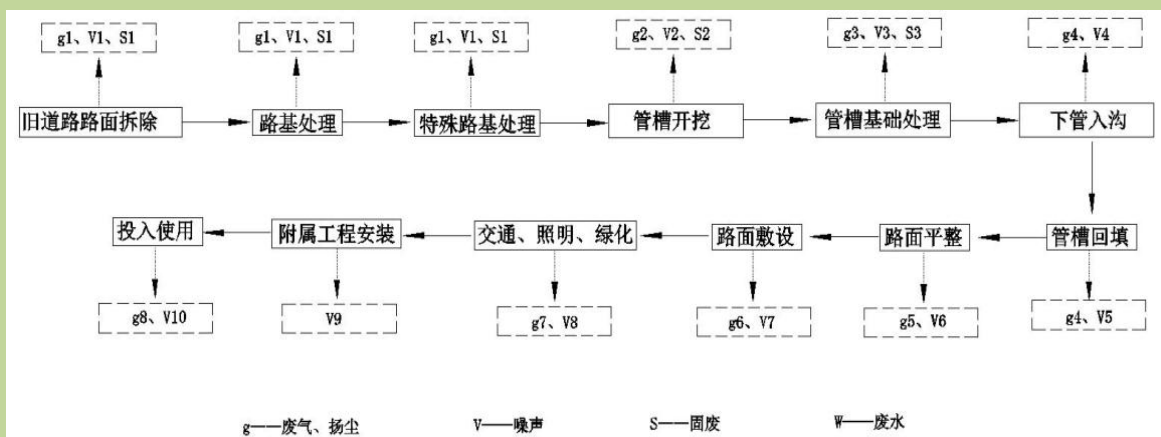 g1、V1、S1
g1、V1、S1
g1、V1、S1
g2、V2、S2
g3、V3、S3
g4、V4
旧道路路面拆除
路基处理
特殊路基处理
管槽开挖
管槽基础处理
下管入沟
投入使用
附属工程安装
交通、照明、绿化
路面敷设
路面平整
管槽回填
g8、V10
V9
g7、V8
g6、V7
g5、V6
g4、V5
g——废气、扬尘
V——噪声
S——固废
W——废水